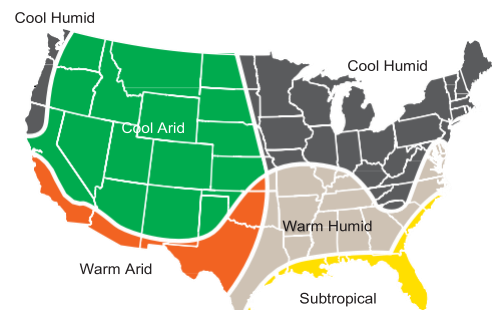 Cool Humid
Cool Humid
Cool Arid
Warm Humid
Warm Arid
Subtropical